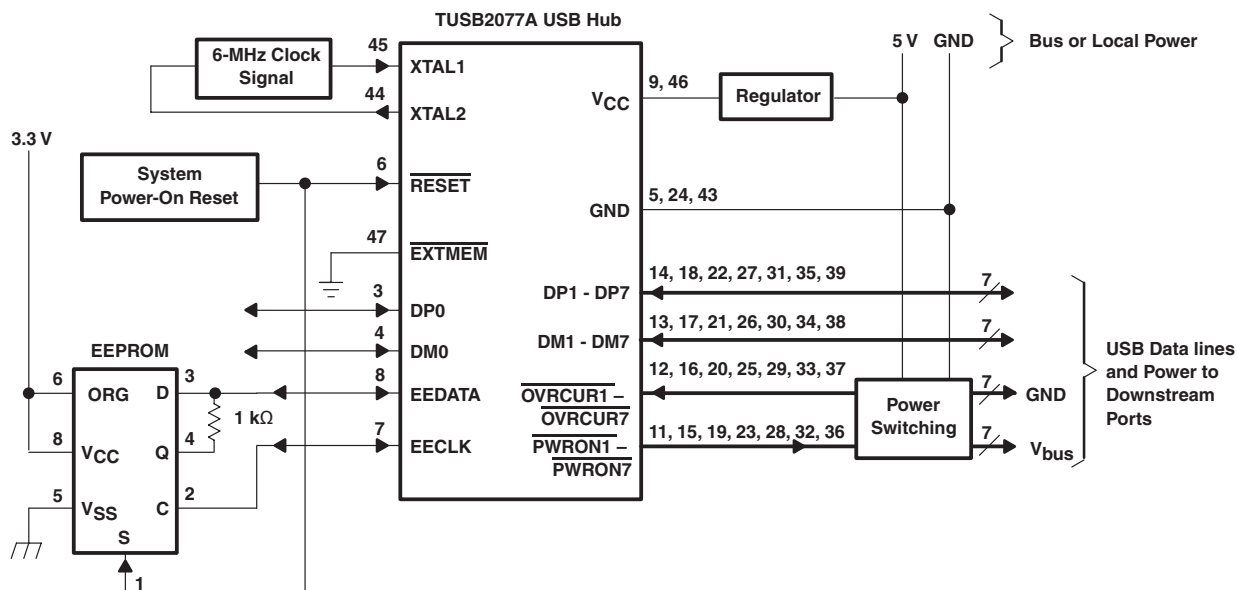 TUSB2077A USB Hub
6-MHz Clock
Signal
45
XTAL1
44
XTAL2
3.3 V
System
Power-On Reset
6
RESET
47
EXTMEM
3
DP0
4
DM0
8
EEDATA
7
EECLK
EEPROM
6
ORG
D
3
1 kΩ
8
VCC
Q
4
5
VSS
C
2
S
1
5 V GND
Bus or Local Power
VCC
9, 46
Regulator
GND
5, 24, 43
DP1 - DP7
14, 18, 22, 27, 31, 35, 39
7
DM1 - DM7
13, 17, 21, 26, 30, 34, 38
7
OVRCUR1 –
OVRCUR7
12, 16, 20, 25, 29, 33, 37
PWRON1 –
PWRON7
11, 15, 19, 23, 28, 32, 36
Power
Switching
7
GND
7
Vbus
USB Data lines
and Power to
Downstream
Ports